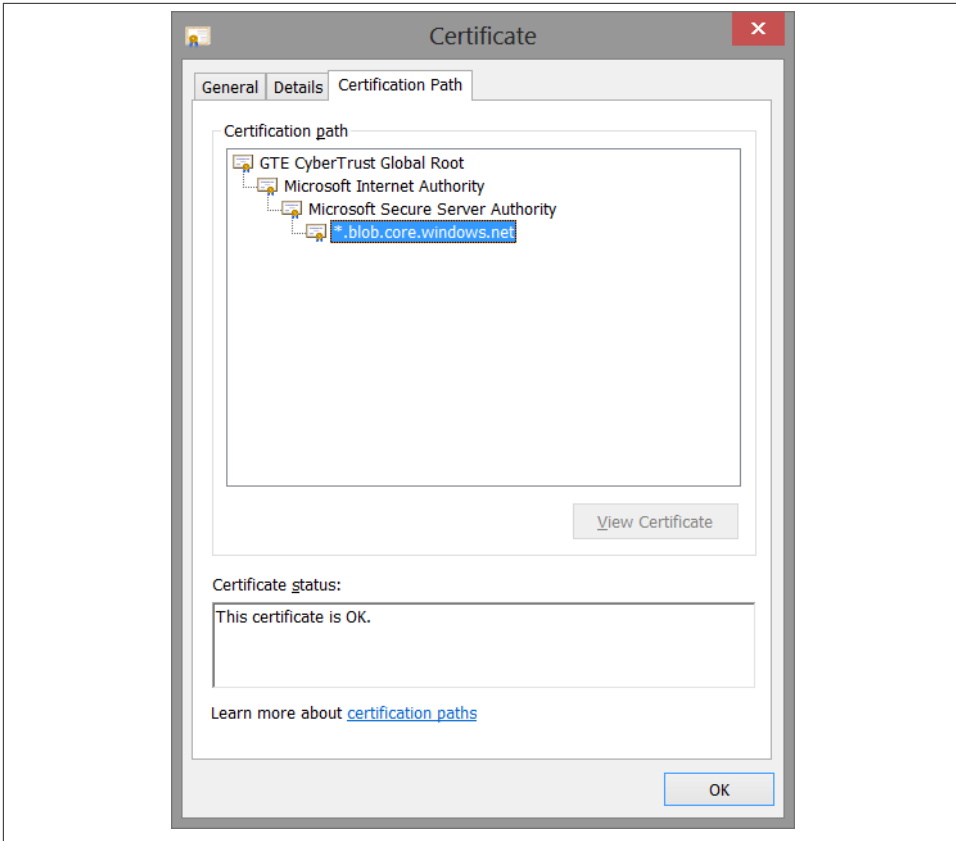 Certificate
General
Details
Certification Path
Certification path
GTE CyberTrust Global Root
Microsoft Internet Authority
Microsoft Secure Server Authority
*.blob.core.windows.net
View Certificate
Certificate status:
This certificate is OK.
Learn more about certification paths
OK